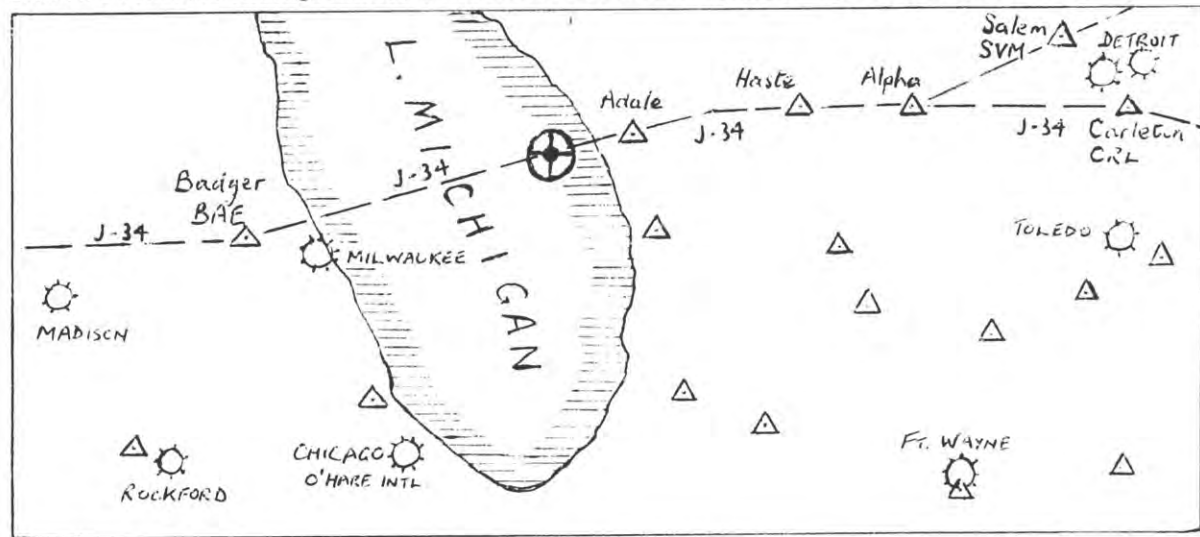 Salem
SVM
DETROIT
Adale
Haste
Alpha
J-34
J-34
Carleton
CRL
L. MICHIGAN
J-34
Badger
BAE
J-34
MILWAUKEE
TOLEDO
MADISON
CHICAGO
O'HARE INTL
ROCKFORD
FT. WAYNE